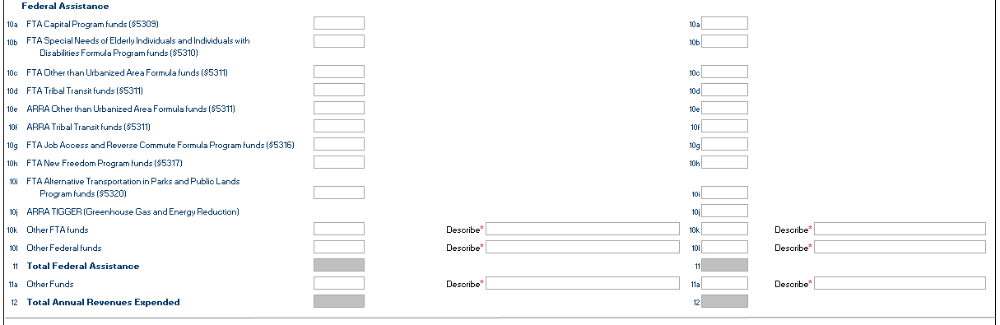 Federal Assistance
10a FTA Capital Program funds (§5309) 10a
10b FTA Special Needs of Elderly Individuals and Individuals with 10b
Disabilities Formula Program funds (§5310)
10c FTA Other than Urbanized Area Formula funds (§5311) 10c
10d FTA Tribal Transit funds (§5311) 10d
10e ARRA Other than Urbanized Area Formula funds (§5311) 10e
10f ARRA Tribal Transit funds (§5311) 10f
10g FTA Job Access and Reverse Commute Formula Program funds (§5316) 10g
10h FTA New Freedom Program funds (§5317) 10h
10i FTA Alternative Transportation in Parks and Public Lands
Program funds (§5320) 10i
10j ARRA TIGGER (Greenhouse Gas and Energy Reduction) 10j
10k Other FTA funds Describe* 10k Describe*
10l Other Federal funds Describe* 10l Describe*
11 Total Federal Assistance 11
11a Other Funds Describe* 11a Describe*
12 Total Annual Revenues Expended 12